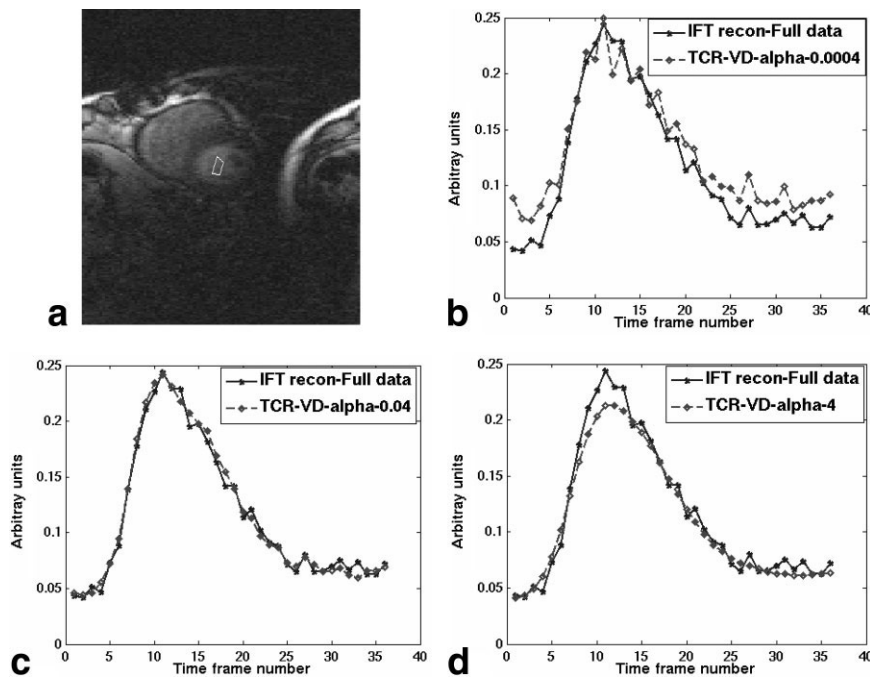 a
b
0.25
0.2
0.15
0.1
0.05
0
0 5 10 15 20 25 30 35 40
Arbitray units
Time frame number
IFT recon-Full data
TCR-VD-alpha-0.0004
c
0.25
0.2
0.15
0.1
0.05
0
0 5 10 15 20 25 30 35 40
Arbitray units
Time frame number
IFT recon-Full data
TCR-VD-alpha-0.04
d
0.25
0.2
0.15
0.1
0.05
0
0 5 10 15 20 25 30 35 40
Arbitray units
Time frame number
IFT recon-Full data
TCR-VD-alpha-4